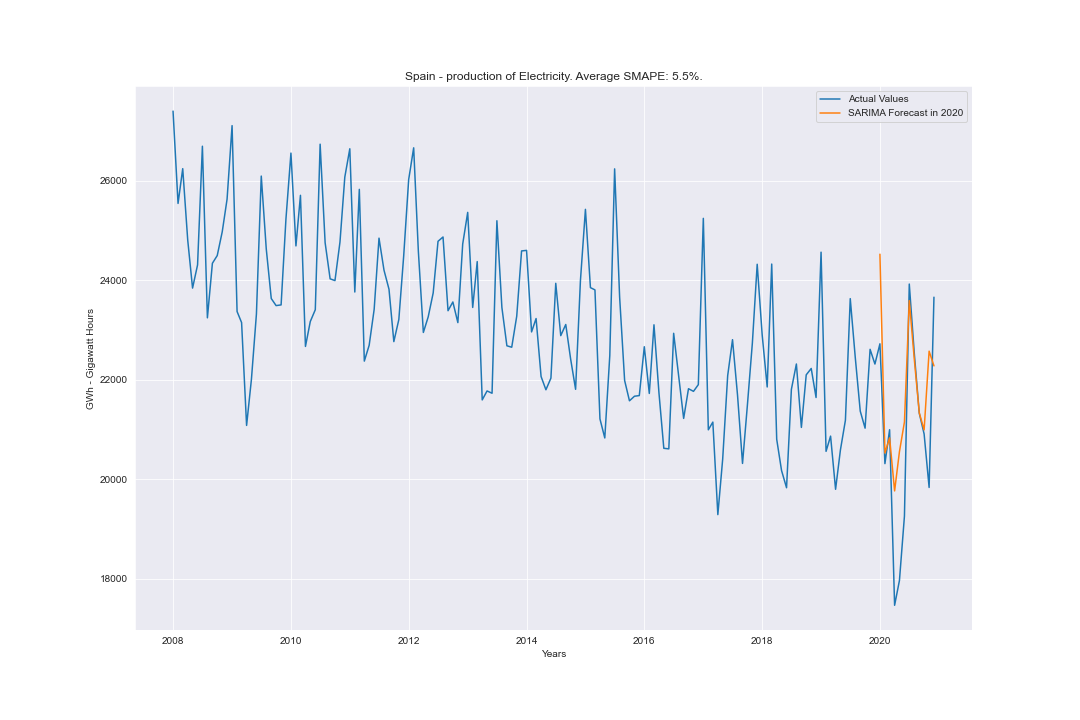 Spain - production of Electricity. Average SMAPE: 5.5%.
Actual Values
SARIMA Forecast in 2020
26000
24000
22000
20000
18000
GWh - Gigawatt Hours
2008 2010 2012 2014 2016 2018 2020
Years